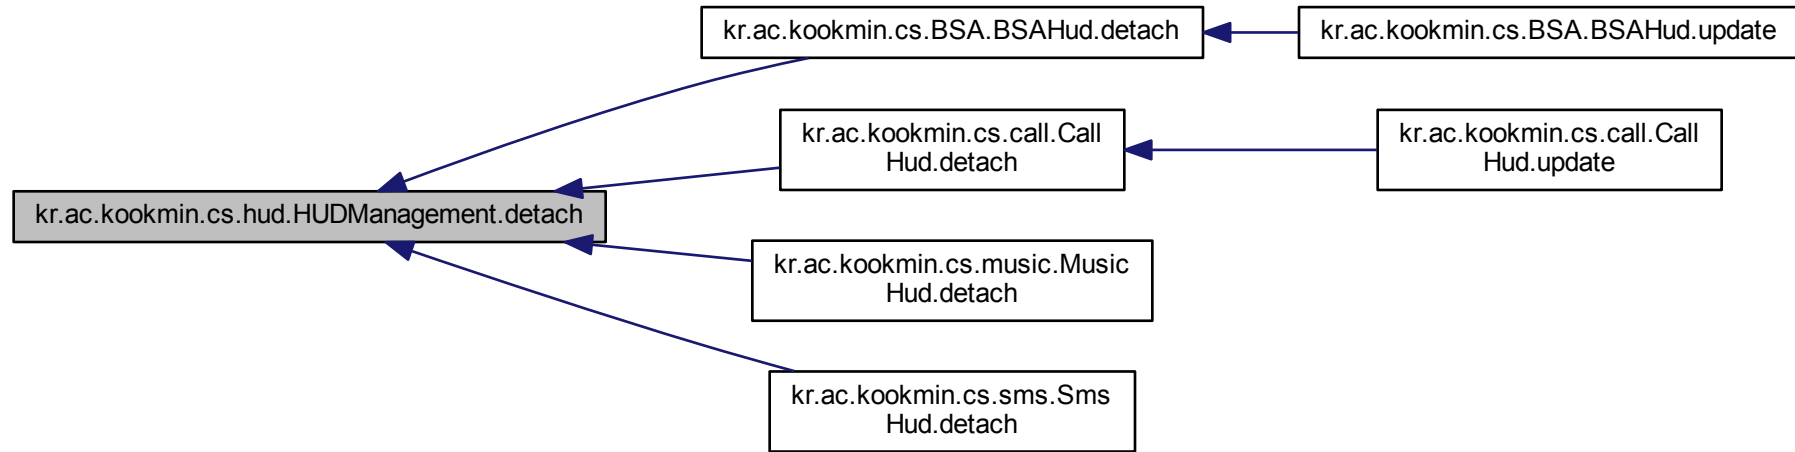 kr.ac.kookmin.cs.BSA.BSAHud.detach
kr.ac.kookmin.cs.BSA.BSAHud.update
kr.ac.kookmin.cs.call.Call
Hud.detach
kr.ac.kookmin.cs.call.Call
Hud.update
kr.ac.kookmin.cs.hud.HUDManagement.detach
kr.ac.kookmin.cs.music.Music
Hud.detach
kr.ac.kookmin.cs.sms.Sms
Hud.detach